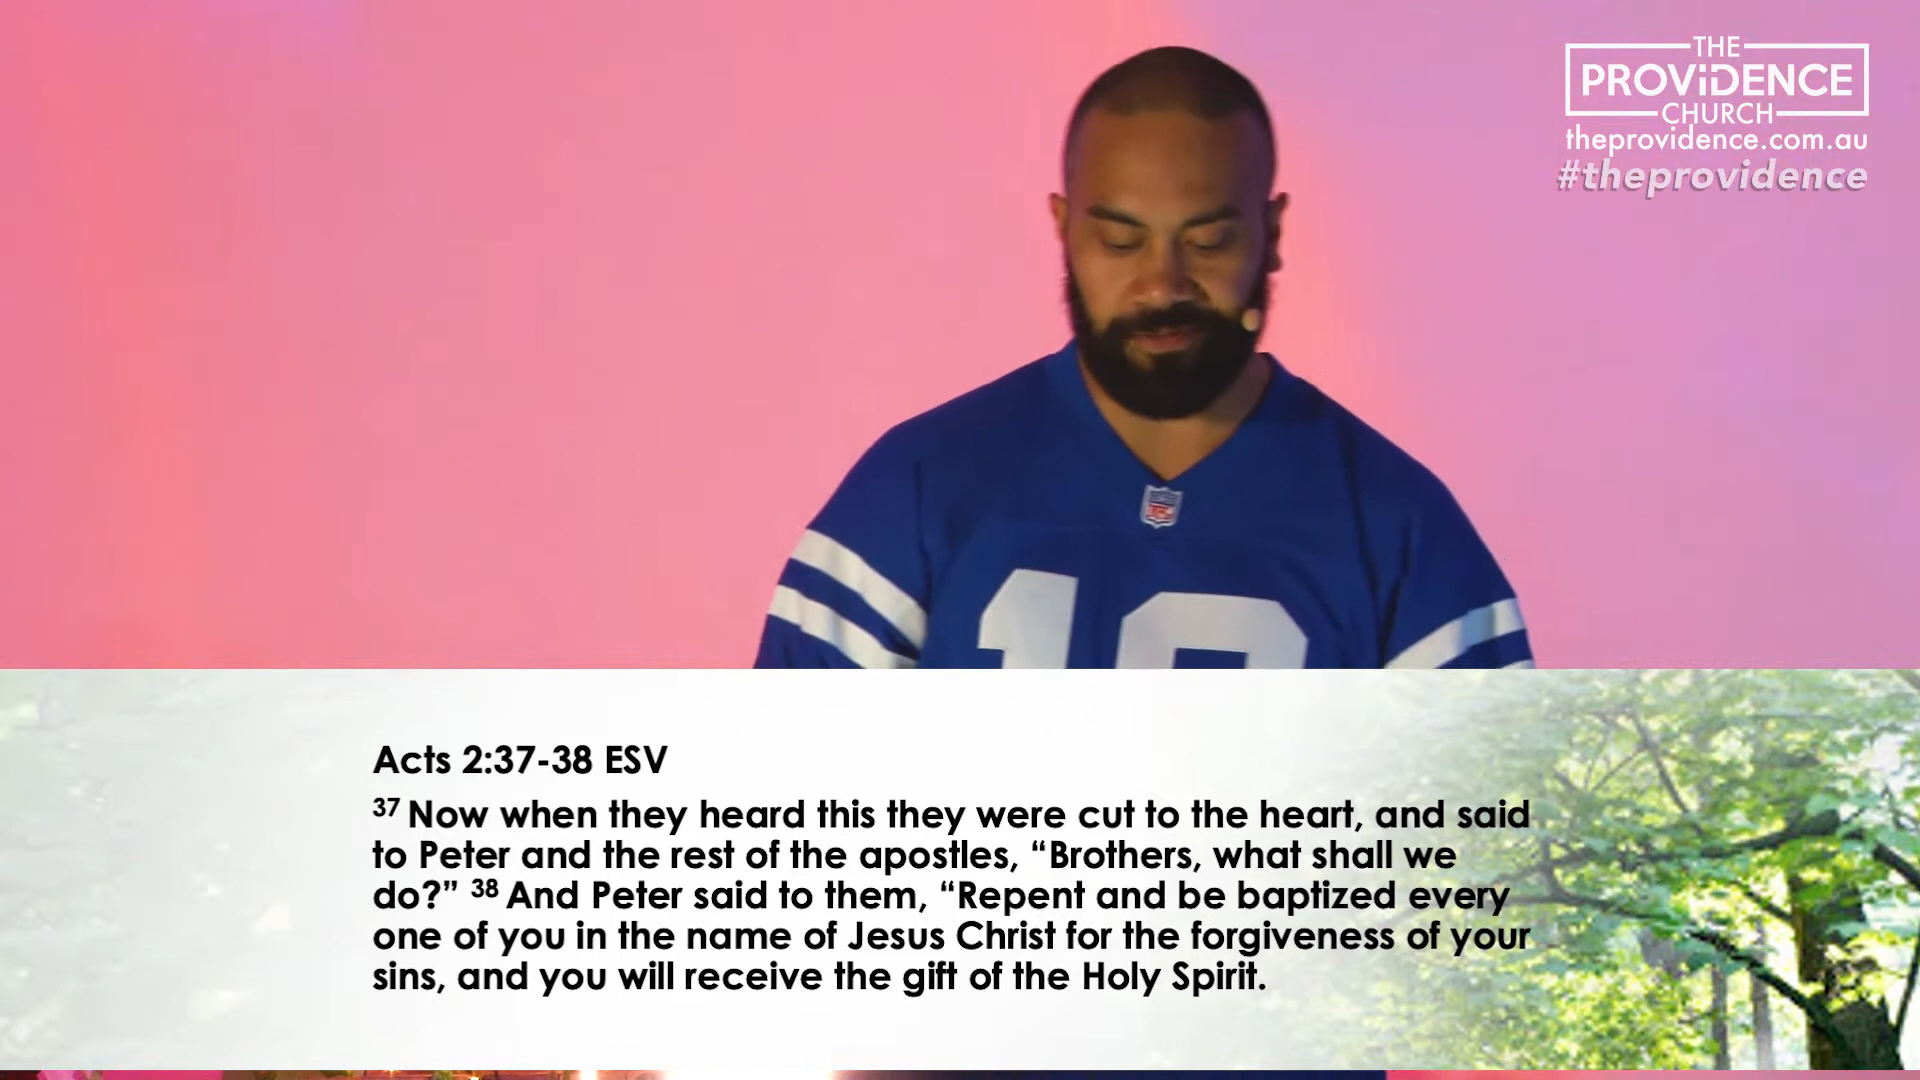 THE
PROViDENCE
CHURCH
theprovidence.com.au
#theprovidence
NFL
Acts 2:37-38 ESV
37 Now when they heard this they were cut to the heart, and said
to Peter and the rest of the apostles, “Brothers, what shall we
do?” 38 And Peter said to them, “Repent and be baptized every
one of you in the name of Jesus Christ for the forgiveness of your
sins, and you will receive the gift of the Holy Spirit.